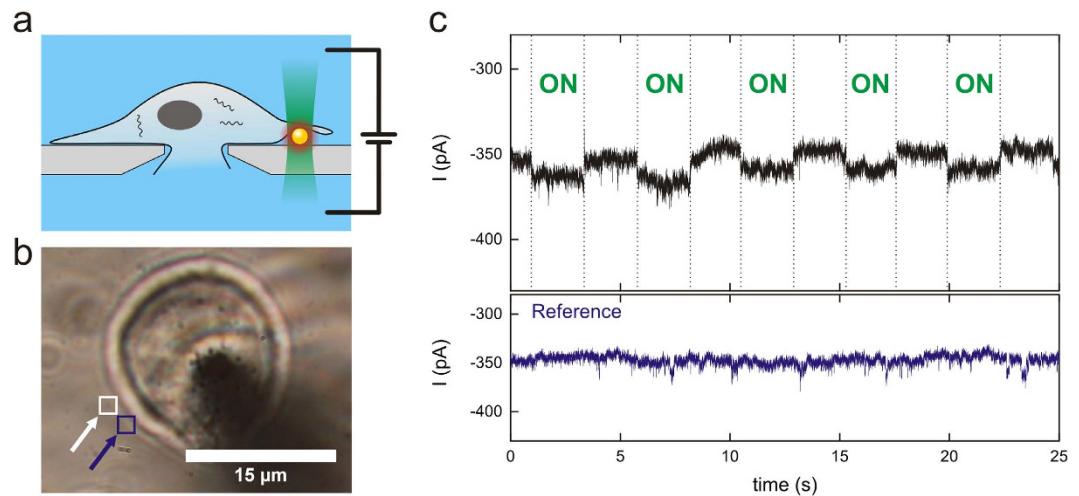 a
b
15 µm
c
I (pA)
-300
-350
-400
ON ON ON ON ON
Reference
I (pA)
-300
-350
-400
0 5 10 15 20 25
time (s)